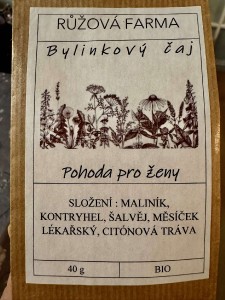 RŮŽOVÁ FARMA
Bylinkový čaj
Pohoda pro ženy
SLOŽENÍ : MALINÍK,
KONTRYHEL, ŠALVĚJ, MĚSÍČEK
LÉKAŘSKÝ, CITÓNOVÁ TRÁVA
40 g
BIO